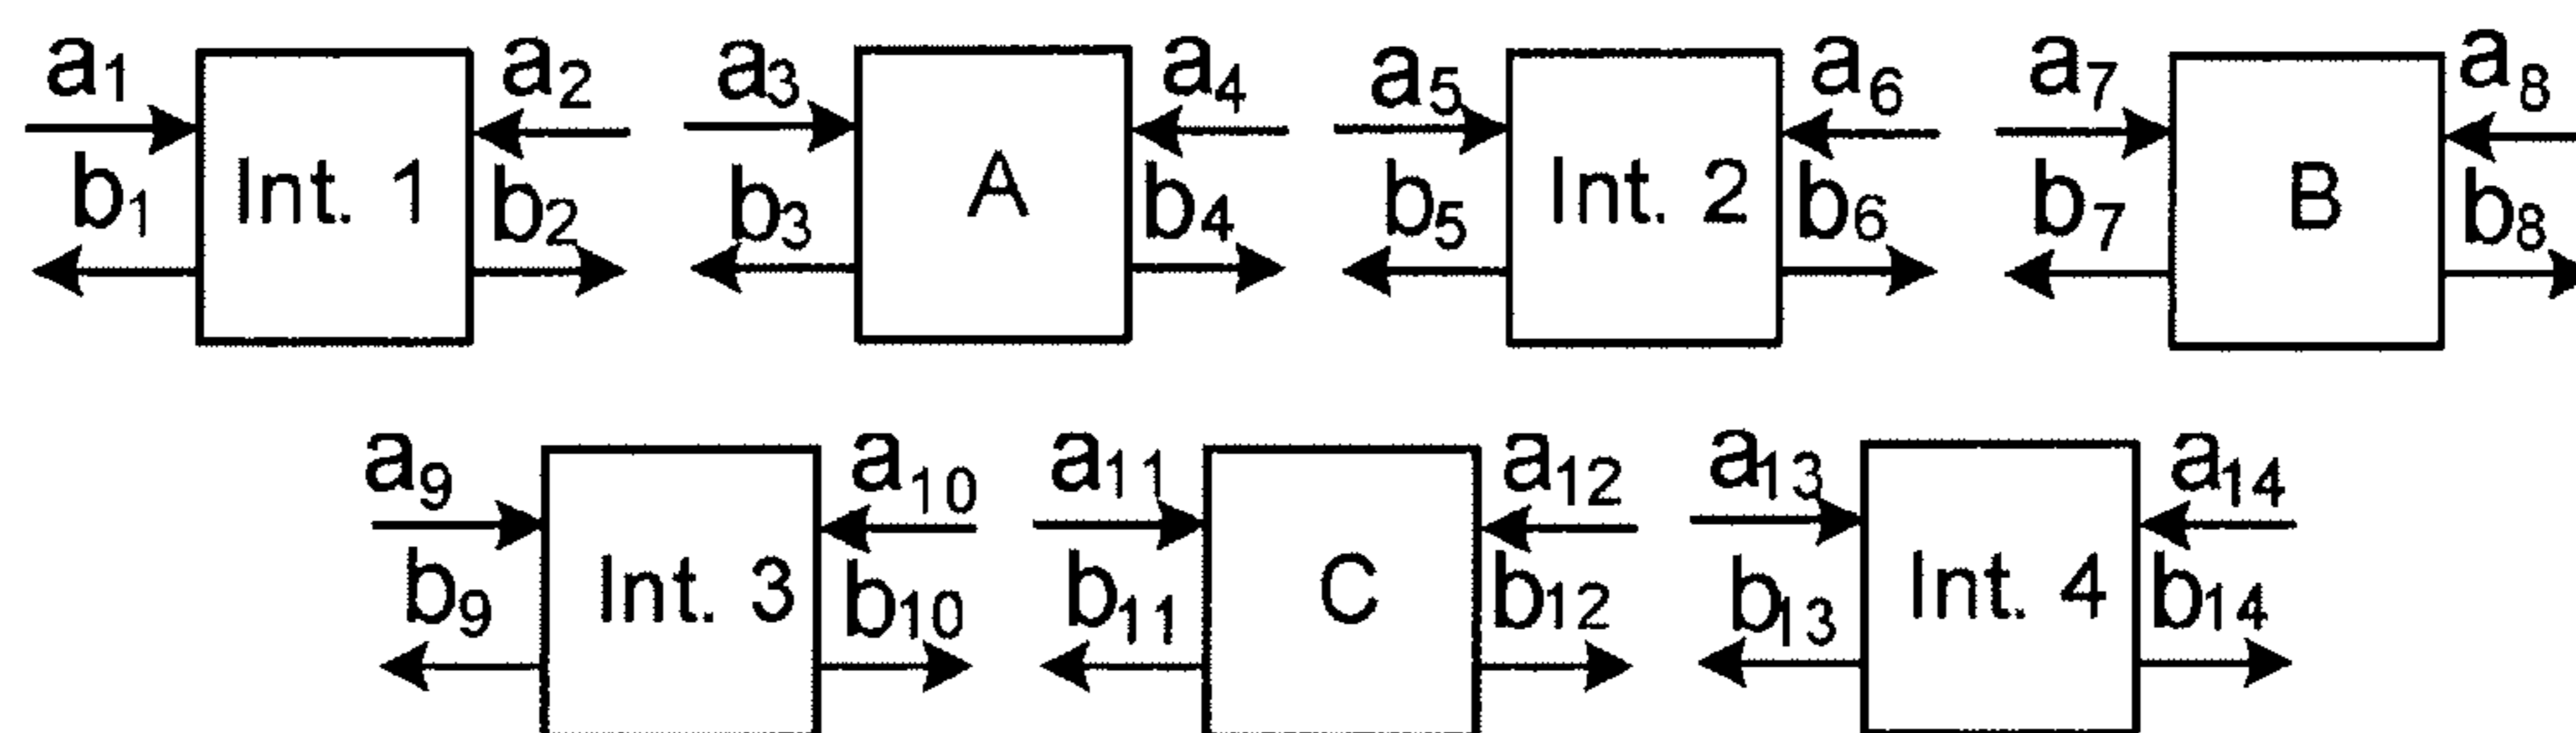 a1 a2 a3 a4 a5 a6 a7 a8
b1 Int. 1 b2 b3 A b4 b5 Int. 2 b6 b7 B b8
a9 a10 a11 a12 a13 a14
b9 Int. 3 b10 b11 C b12 b13 Int. 4 b14